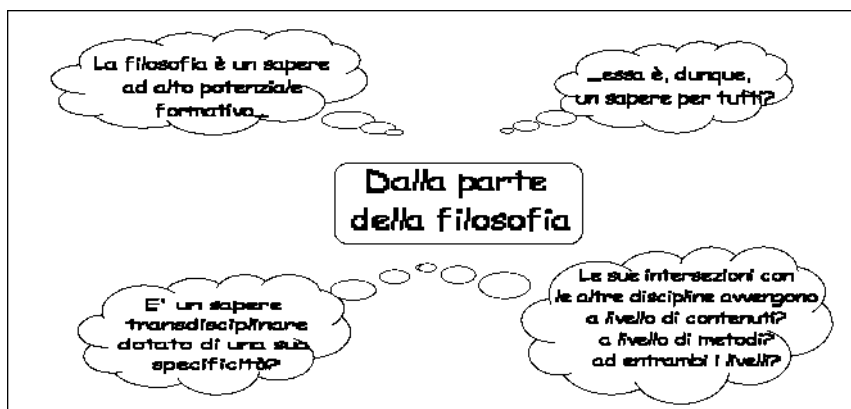 La filosofia è un sapere
ad alto potenziale
formativo...
...essa è, dunque,
un sapere per tutti?
Dalla parte
della filosofia
E' un sapere
transdisciplinare
dotato di una sua
specificità?
Le sue intersezioni con
le altre discipline avvengono
a livello di contenuti?
a livello di metodi?
ad entrambi i livelli?